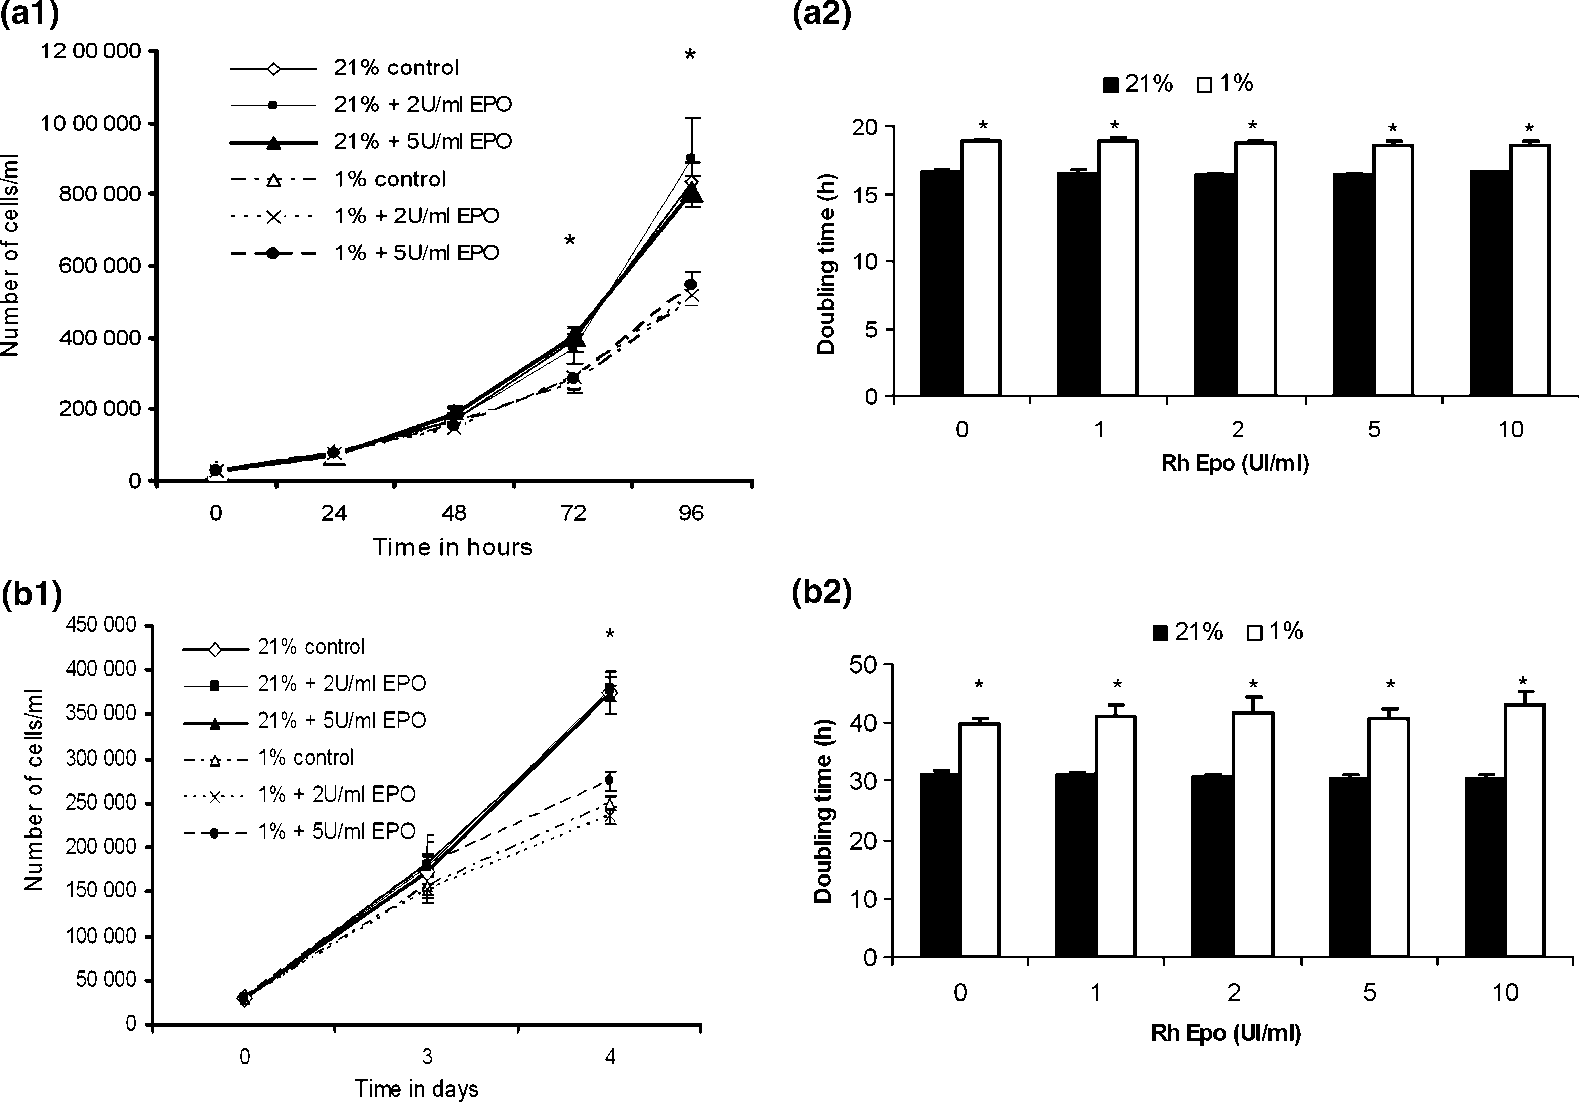 (a1)
12 00 000
10 00 000
800 000
600 000
400 000
200 000
0
Number of cells/ml
21% control
21% + 2U/ml EPO
21% + 5U/ml EPO
1% control
1% + 2U/ml EPO
1% + 5U/ml EPO
*
*
0 24 48 72 96
Time in hours
(a2)
21% 1%
20
15
10
5
0
Doubling time (h)
* * * * *
0 1 2 5 10
Rh Epo (UI/ml)
(b1)
450 000
400 000
350 000
300 000
250 000
200 000
150 000
100 000
50 000
0
Number of cells/ml
21% control
21% + 2U/ml EPO
21% + 5U/ml EPO
1% control
1% + 2U/ml EPO
1% + 5U/ml EPO
*
0 3 4
Time in days
(b2)
21% 1%
50
40
30
20
10
0
Doubling time (h)
* * * * *
0 1 2 5 10
Rh Epo (UI/ml)